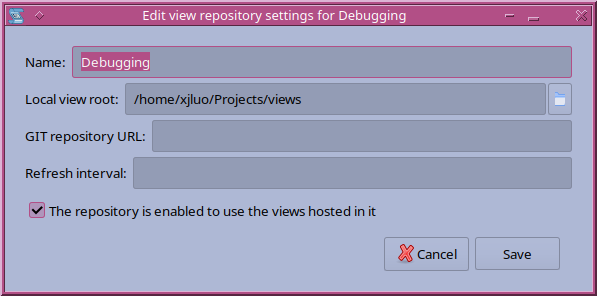 Edit view repository settings for Debugging
Name: Debugging
Local view root: /home/xjluo/Projects/views
GIT repository URL:
Refresh interval:
The repository is enabled to use the views hosted in it
Cancel Save